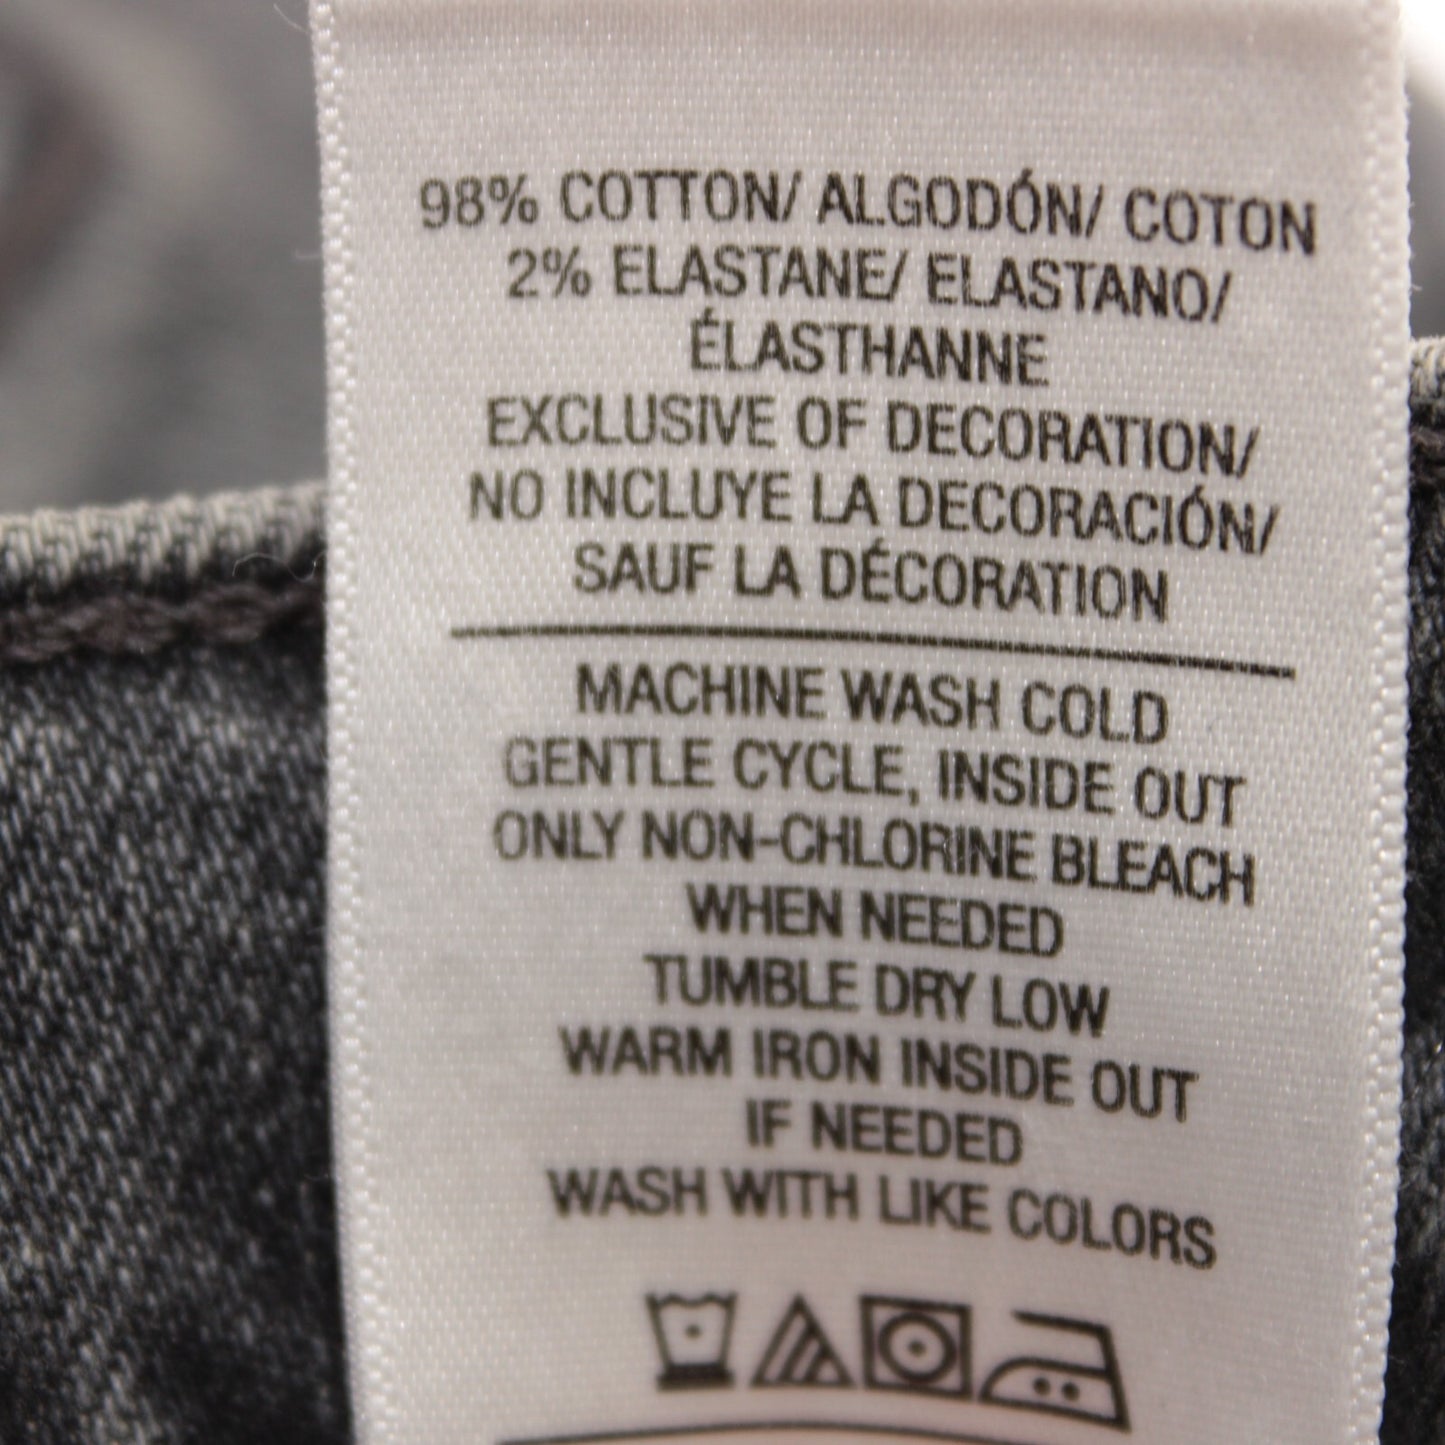 98% COTTON/ ALGODÓN/ COTON
2% ELASTANE/ ELASTANO/
ÉLASTHANNE
EXCLUSIVE OF DECORATION/
NO INCLUYE LA DECORACIÓN/
SAUF LA DÉCORATION
MACHINE WASH COLD
GENTLE CYCLE, INSIDE OUT
ONLY NON-CHLORINE BLEACH
WHEN NEEDED
TUMBLE DRY LOW
WARM IRON INSIDE OUT
IF NEEDED
WASH WITH LIKE COLORS